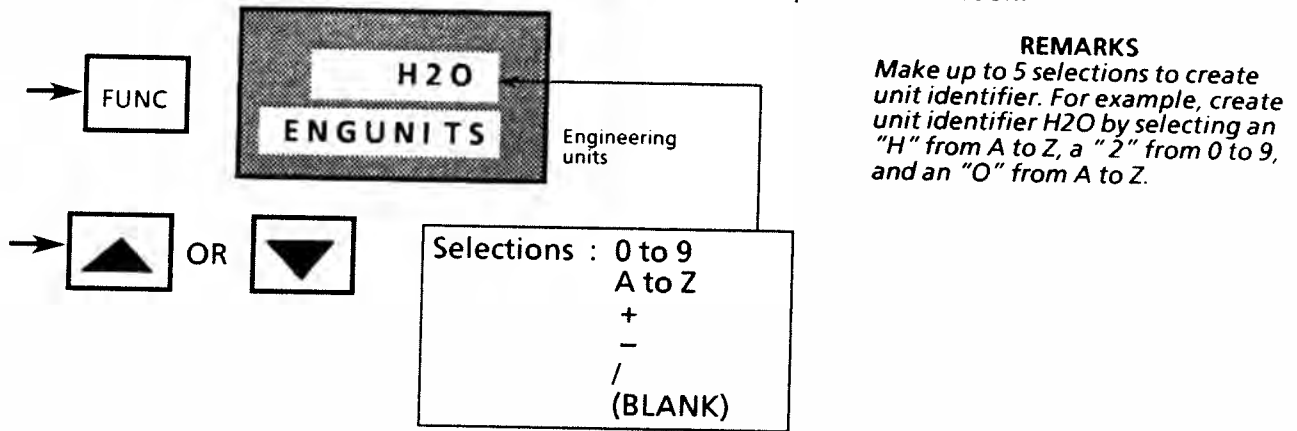 FUNC
H2O
ENGUNITS
Engineering
units
OR
Selections : 0 to 9
A to Z
+
–
/
(BLANK)
REMARKS
Make up to 5 selections to create
unit identifier. For example, create
unit identifier H2O by selecting an
"H" from A to Z, a "2" from 0 to 9,
and an "O" from A to Z.